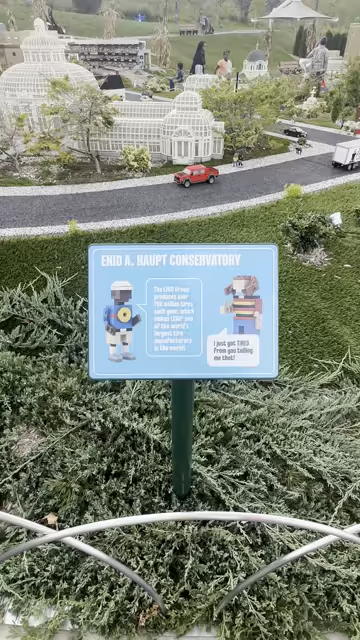 ENID A. HAUPT CONSERVATORY
The LEGO Group
produces over
700 million tires
each year, which
makes LEGO one
of the world's
largest tire
manufacturers
in the world!
I just got TIRED
from you telling
me that!